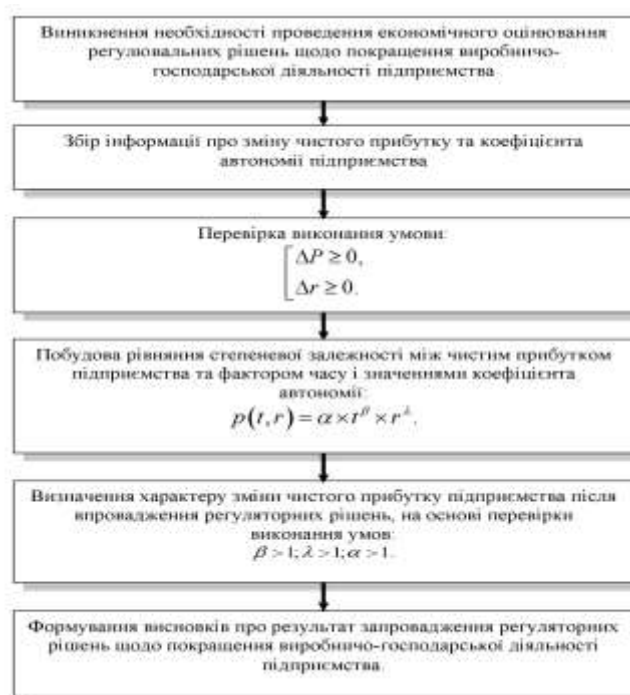 Виникнення необхідності проведення економічного оцінювання
регулювальних рішень щодо покращення виробничо-
господарської діяльності підприємства
Збір інформації про зміну чистого прибутку та коефіцієнта
автономії підприємства
Перевірка виконання умови:
ΔP ≥ 0,
Δr ≥ 0.
Побудова рівняння степеневої залежності між чистим прибутком
підприємства та фактором часу і значеннями коефіцієнта
автономії:
p(t,r) = α × t^β × r^λ.
Визначення характеру зміни чистого прибутку підприємства після
впровадження регуляторних рішень, на основі перевірки
виконання умов:
β > 1; λ > 1; α > 1.
Формування висновків про результат запровадження регуляторних
рішень щодо покращення виробничо-господарської діяльності
підприємства.